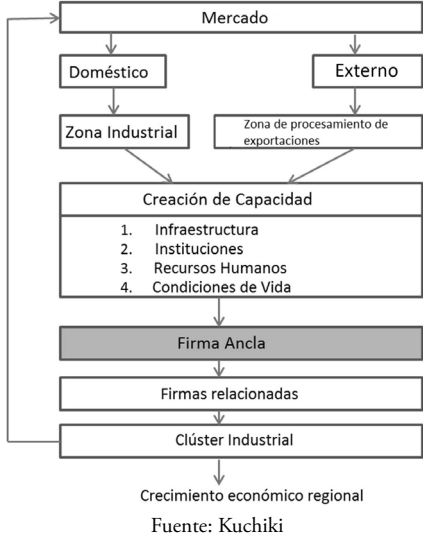 Mercado
Doméstico
Externo
Zona Industrial
Zona de procesamiento de
exportaciones
Creación de Capacidad
1. Infraestructura
2. Instituciones
3. Recursos Humanos
4. Condiciones de Vida
Firma Ancla
Firmas relacionadas
Clúster Industrial
Crecimiento económico regional
Fuente: Kuchiki